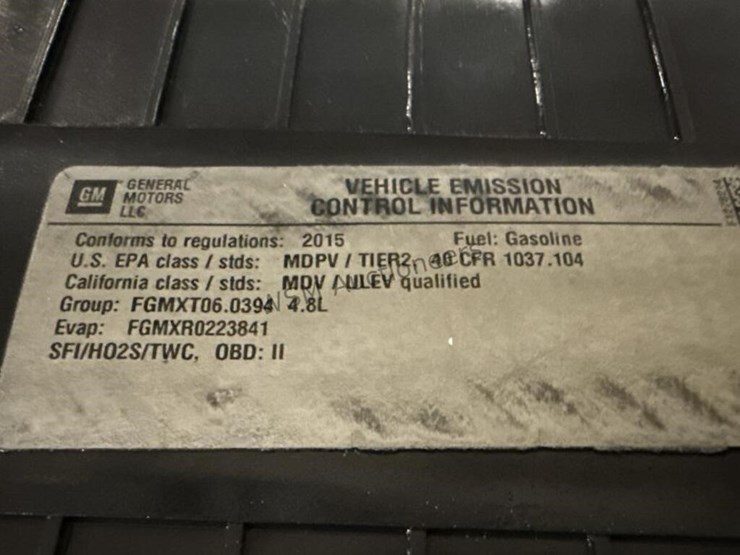 GM GENERAL
MOTORS
LLC
VEHICLE EMISSION
CONTROL INFORMATION
Conforms to regulations: 2015 Fuel: Gasoline
U.S. EPA class / stds: MDPV / TIER2, 40 CFR 1037.104
California class / stds: MDV / ULEV qualified
Group: FGMXT06.0394 4.8L
Evap: FGMXR0223841
SFI/HO2S/TWC, OBD: II
NSW Auctioneers